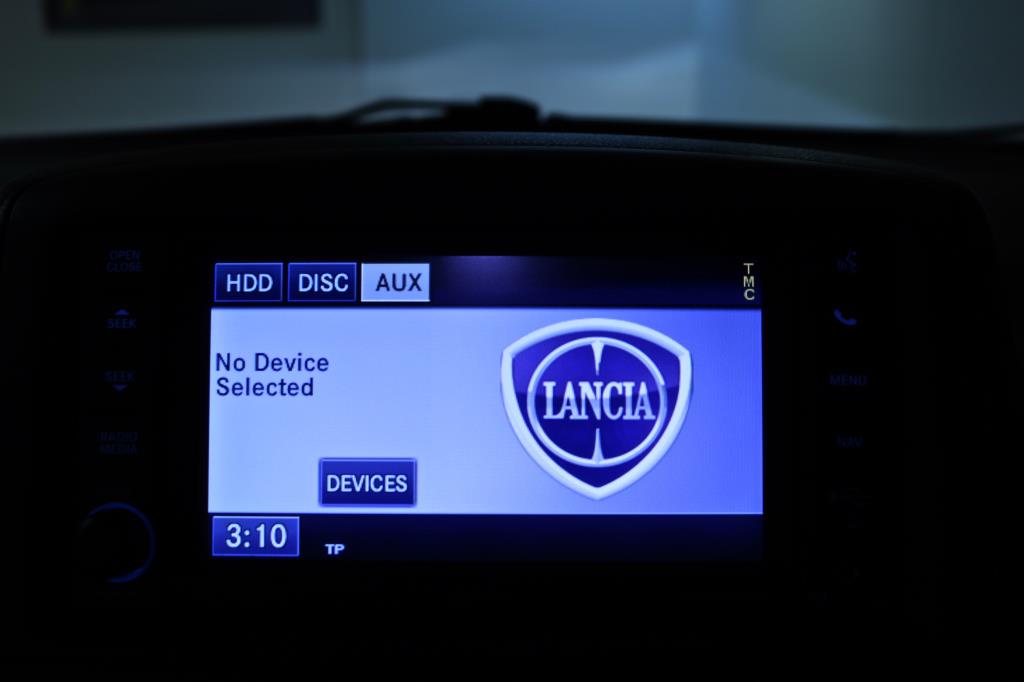 OPEN
CLOSE
SEEK
SEEK
RADIO
MEDIA
HDD DISC AUX
TMC
No Device
Selected
LANCIA
DEVICES
3:10
TP
MENU
NAV